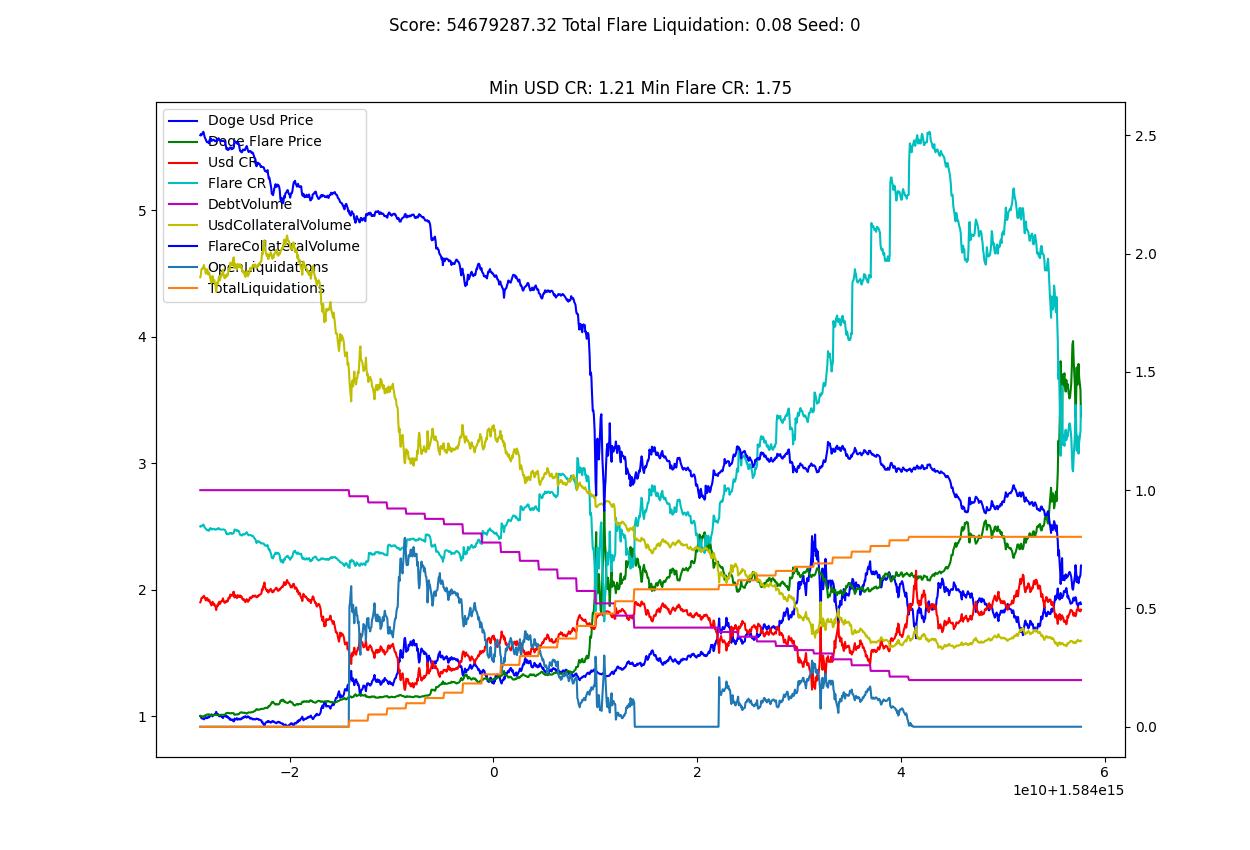 Score: 54679287.32 Total Flare Liquidation: 0.08 Seed: 0
Min USD CR: 1.21 Min Flare CR: 1.75
Doge Usd Price
Doge Flare Price
Usd CR
Flare CR
DebtVolume
UsdCollateralVolume
FlareCollateralVolume
OpenLiquidations
TotalLiquidations
5
4
3
2
1
2.5
2.0
1.5
1.0
0.5
0.0
−2
0
2
4
6
1e10+1.584e15